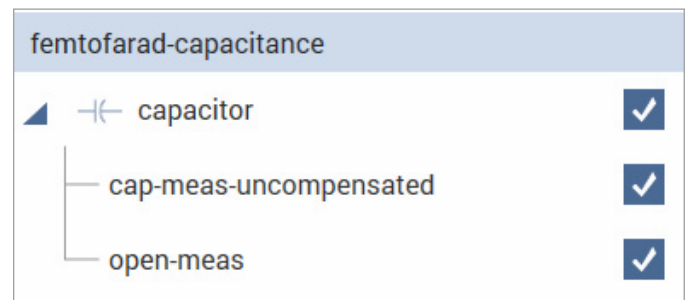 femtofarad-capacitance
capacitor
cap-meas-uncompensated
open-meas